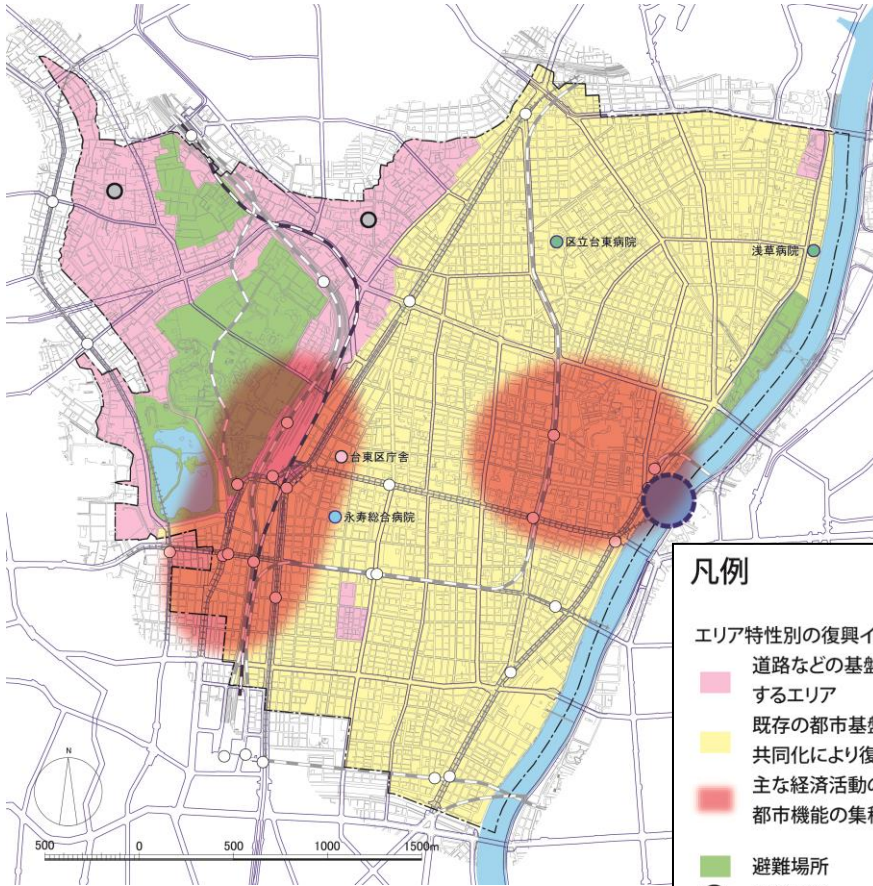 区立台東病院
浅草病院
台東区庁舎
永寿総合病院
N
500 0 500 1000 1500m
凡例
エリア特性別の復興イ
道路などの基盤
するエリア
既存の都市基盤
共同化により復
主な経済活動の
都市機能の集積
避難場所